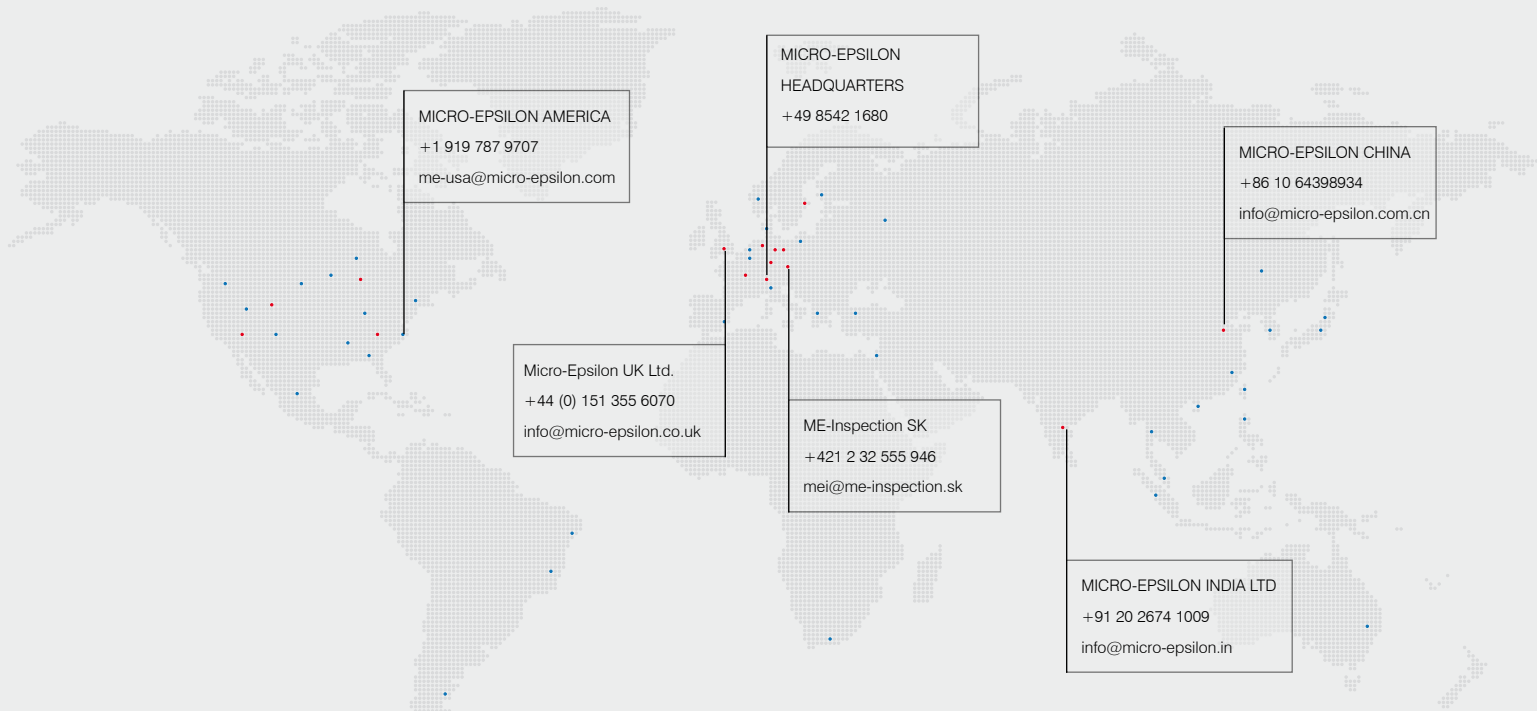 MICRO-EPSILON
HEADQUARTERS
+49 8542 1680
MICRO-EPSILON AMERICA
+1 919 787 9707
me-usa@micro-epsilon.com
MICRO-EPSILON CHINA
+86 10 64398934
info@micro-epsilon.com.cn
Micro-Epsilon UK Ltd.
+44 (0) 151 355 6070
info@micro-epsilon.co.uk
ME-Inspection SK
+421 2 32 555 946
mei@me-inspection.sk
MICRO-EPSILON INDIA LTD
+91 20 2674 1009
info@micro-epsilon.in